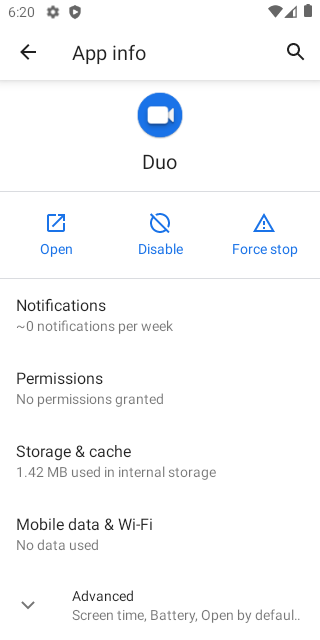 6:20
App info
Duo
Open
Disable
Force stop
Notifications
~0 notifications per week
Permissions
No permissions granted
Storage & cache
1.42 MB used in internal storage
Mobile data & Wi-Fi
No data used
Advanced
Screen time, Battery, Open by defaul..